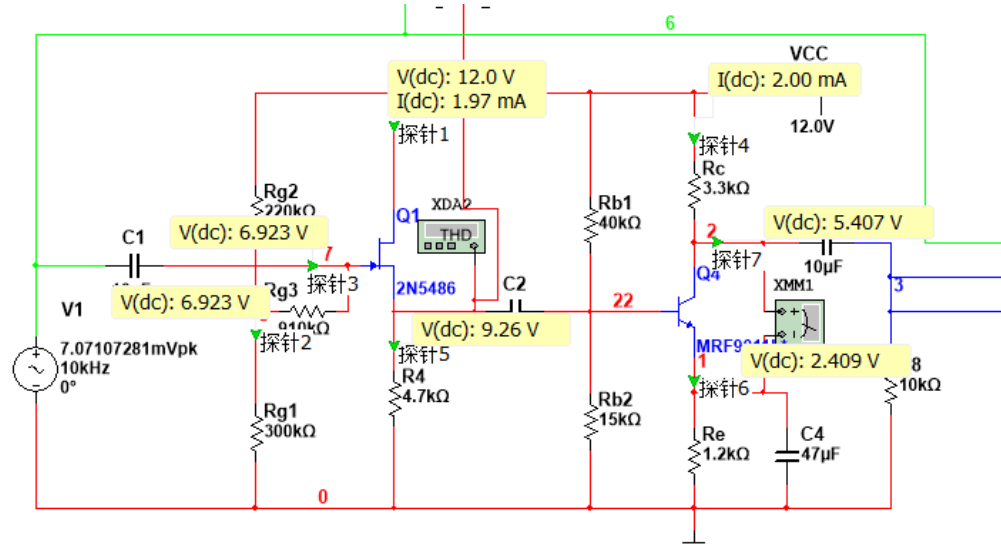 6
VCC
12.0V
V(dc): 12.0 V
I(dc): 1.97 mA
I(dc): 2.00 mA
探针1
探针4
Rc
3.3kΩ
Rg2
220kΩ
XDA2
THD
Rb1
40kΩ
Q1
V(dc): 6.923 V
V(dc): 5.407 V
C1
7
2
探针3
探针7
10µF
Q4
2N5486
C2
XMM1
3
V(dc): 6.923 V
Rg3
910kΩ
22
V1
V(dc): 9.26 V
7.07107281mVpk
10kHz
0°
探针2
探针5
V(dc): 2.409 V
1
探针6
R4
4.7kΩ
10kΩ
Rg1
300kΩ
Rb2
15kΩ
Re
1.2kΩ
C4
47µF
0